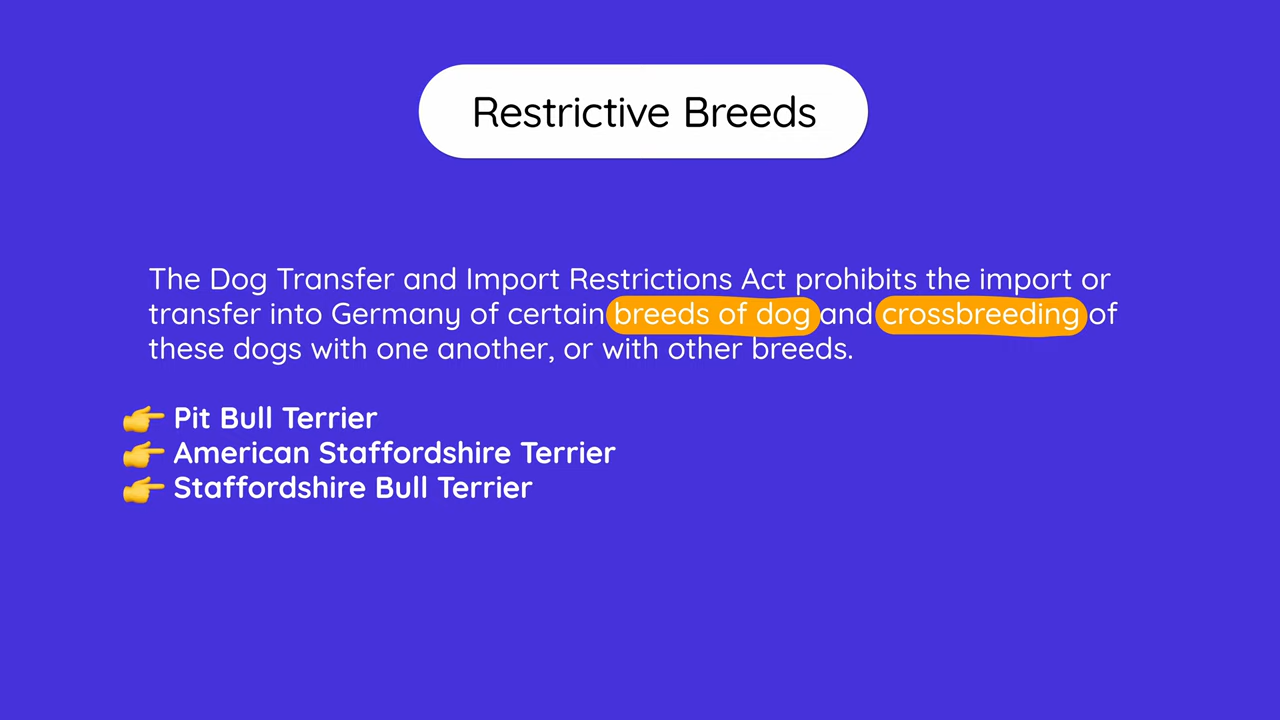 Restrictive Breeds
The Dog Transfer and Import Restrictions Act prohibits the import or
transfer into Germany of certain breeds of dog and crossbreeding of
these dogs with one another, or with other breeds.
👉 Pit Bull Terrier
👉 American Staffordshire Terrier
👉 Staffordshire Bull Terrier